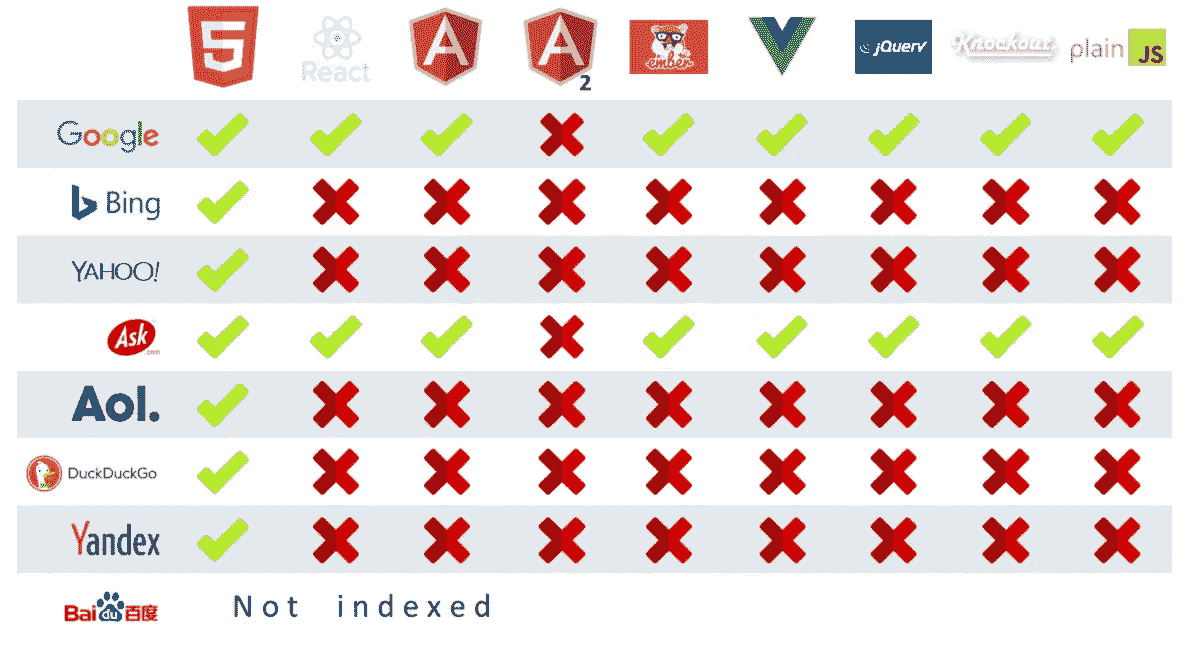 5 React A A 2 ember jQuery Knockout. plain JS
Google
b Bing
YAHOO!
Ask .com
Aol.
DuckDuckGo
Yandex
Bai du 百度 Not indexed